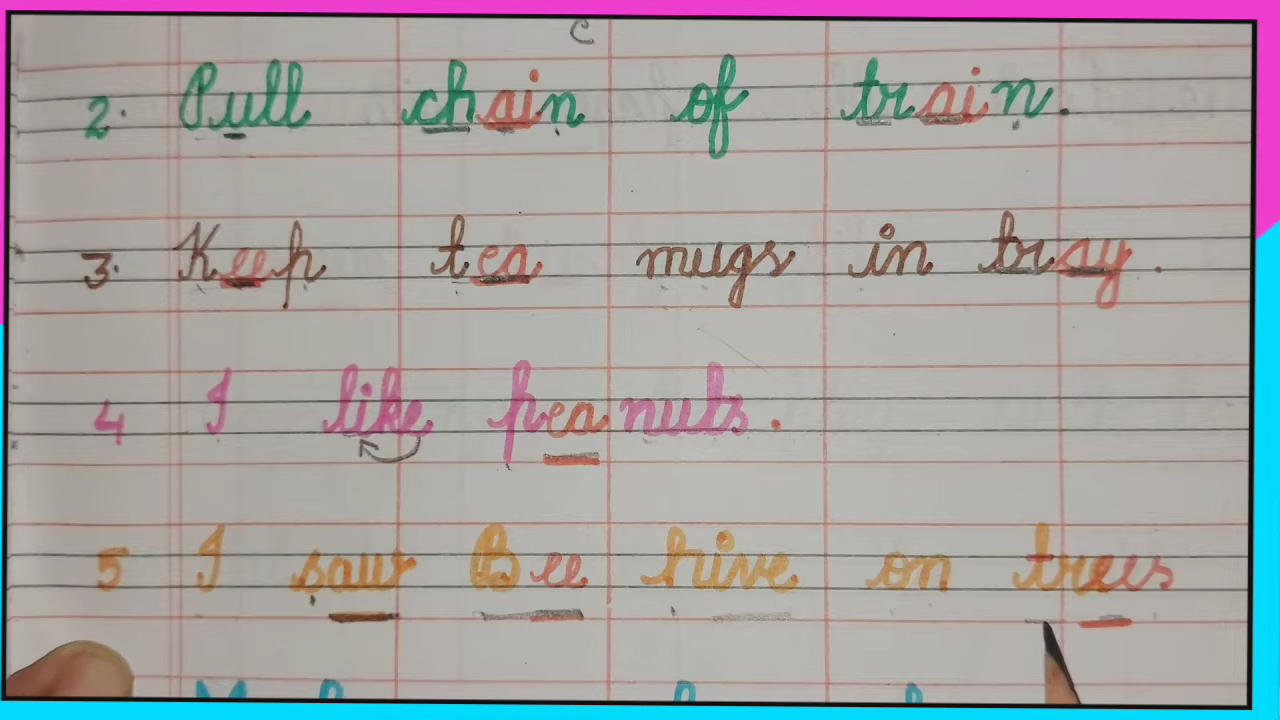 2. Pull chain of train.
3. Keep tea mugs in tray.
4 I like peanuts.
5 I saw Bee hive on trees